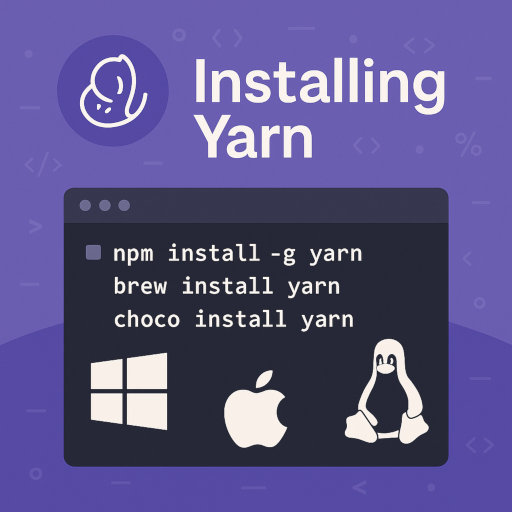 Installing
Yarn
npm install -g yarn
brew install yarn
choco install yarn